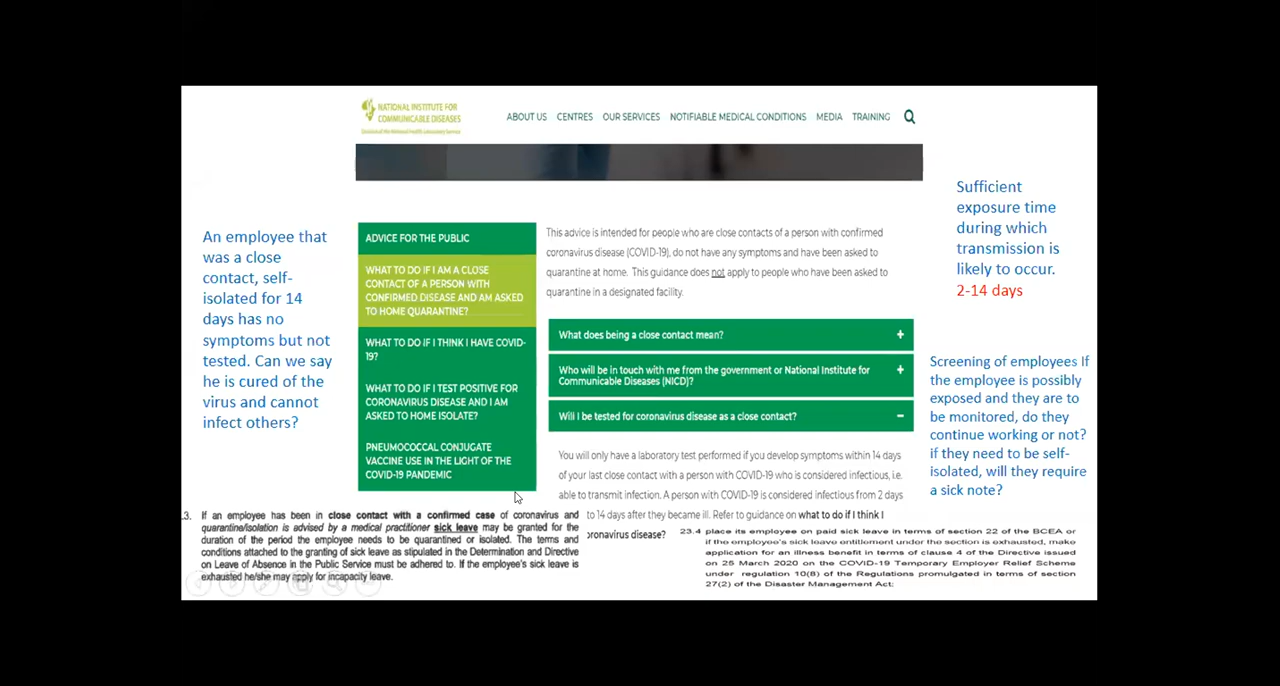 NATIONAL INSTITUTE FOR
COMMUNICABLE DISEASES
Division of the National Health Laboratory Service
ABOUT US CENTRES OUR SERVICES NOTIFIABLE MEDICAL CONDITIONS MEDIA TRAINING
An employee that
was a close
contact, self-
isolated for 14
days has no
symptoms but not
tested. Can we say
he is cured of the
virus and cannot
infect others?
ADVICE FOR THE PUBLIC
WHAT TO DO IF I AM A CLOSE
CONTACT OF A PERSON WITH
CONFIRMED DISEASE AND AM ASKED
TO HOME QUARANTINE?
WHAT TO DO IF I THINK I HAVE COVID-
19?
WHAT TO DO IF I TEST POSITIVE FOR
CORONAVIRUS DISEASE AND I AM
ASKED TO HOME ISOLATE?
PNEUMOCOCCAL CONJUGATE
VACCINE USE IN THE LIGHT OF THE
COVID-19 PANDEMIC
This advice is intended for people who are close contacts of a person with confirmed
coronavirus disease (COVID-19), do not have any symptoms and have been asked to
quarantine at home. This guidance does not apply to people who have been asked to
quarantine in a designated facility.
What does being a close contact mean? +
Who will be in touch with me from the government or National Institute for +
Communicable Diseases (NICD)?
Will I be tested for coronavirus disease as a close contact? −
You will only have a laboratory test performed if you develop symptoms within 14 days
of your last close contact with a person with COVID-19 who is considered infectious, i.e.
able to transmit infection. A person with COVID-19 is considered infectious from 2 days
to 14 days after they became ill. Refer to guidance on what to do if I think I
oronavirus disease?
Sufficient
exposure time
during which
transmission is
likely to occur.
2-14 days
Screening of employees If
the employee is possibly
exposed and they are to
be monitored, do they
continue working or not?
if they need to be self-
isolated, will they require
a sick note?
.3. If an employee has been in close contact with a confirmed case of coronavirus and
quarantine/isolation is advised by a medical practitioner sick leave may be granted for the
duration of the period the employee needs to be quarantined or isolated. The terms and
conditions attached to the granting of sick leave as stipulated in the Determination and Directive
on Leave of Absence in the Public Service must be adhered to. If the employee's sick leave is
exhausted he/she may apply for incapacity leave.
23.4 place its employee on paid sick leave in terms of section 22 of the BCEA or
if the employee's sick leave entitlement under the section is exhausted, make
application for an illness benefit in terms of clause 4 of the Directive issued
on 25 March 2020 on the COVID-19 Temporary Employer Relief Scheme
under regulation 10(8) of the Regulations promulgated in terms of section
27(2) of the Disaster Management Act;